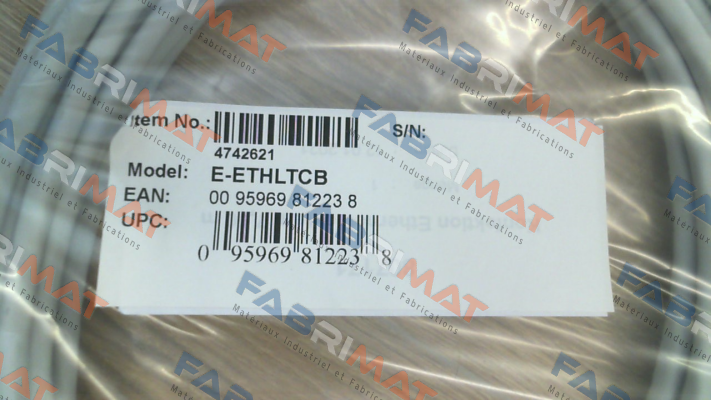 Item No.: S/N:
4742621
Model: E-ETHLTCB
EAN: 00 95969 81223 8
UPC:
0 95969 81223 8
FABRIMAT
Materiaux Industriel et Fabrications